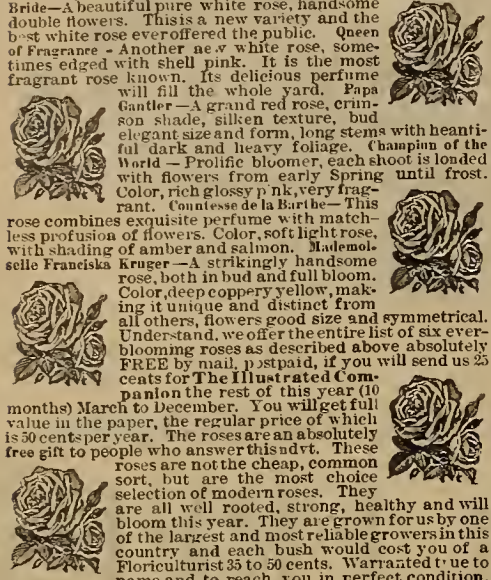 Bride—A beautiful pure white rose, handsome
double flowers. This is a new variety and the
best white rose ever offered the public. Queen
of Fragrance - Another new white rose, some-
times edged with shell pink. It is the most
fragrant rose known. Its delicious perfume
will fill the whole yard. Papa
Gantier—A grand red rose, crim-
son shade, silken texture, bud
elegant size and form, long stems with beauti-
ful dark and heavy foliage. Champion of the
World — Prolific bloomer, each shoot is loaded
with flowers from early Spring until frost.
Color, rich glossy pink, very frag-
rant. Countesse de la Barthe—This
rose combines exquisite perfume with match-
less profusion of flowers. Color, soft light rose,
with shading of amber and salmon. Mademoi-
selle Franciska Kruger—A strikingly handsome
rose, both in bud and full bloom.
Color, deep coppery yellow, mak-
ing it unique and distinct from
all others, flowers good size and symmetrical.
Understand, we offer the entire list of six ever-
blooming roses as described above absolutely
FREE by mail, postpaid, if you will send us 25
cents for The Illustrated Com-
panion the rest of this year (10
months) March to December. You will get full
value in the paper, the regular price of which
is 50 cents per year. The roses are an absolutely
free gift to people who answer this advt. These
roses are not the cheap, common
sort, but are the most choice
selection of modern roses. They
are all well rooted, strong, healthy and will
bloom this year. They are grown for us by one
of the largest and most reliable growers in this
country and each bush would cost you of a
Floriculturist 35 to 50 cents. Warranted true to
name and to reach you in perfect condition